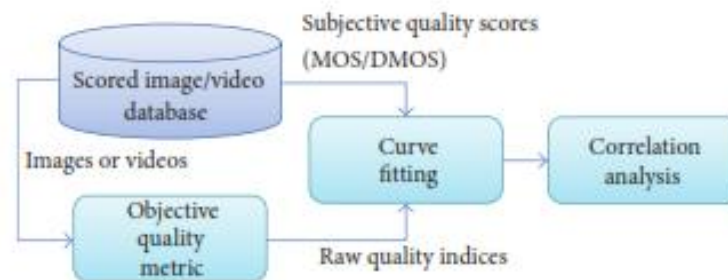 Subjective quality scores
(MOS/DMOS)
Scored image/video
database
Images or videos
Curve
fitting
Correlation
analysis
Objective
quality
metric
Raw quality indices